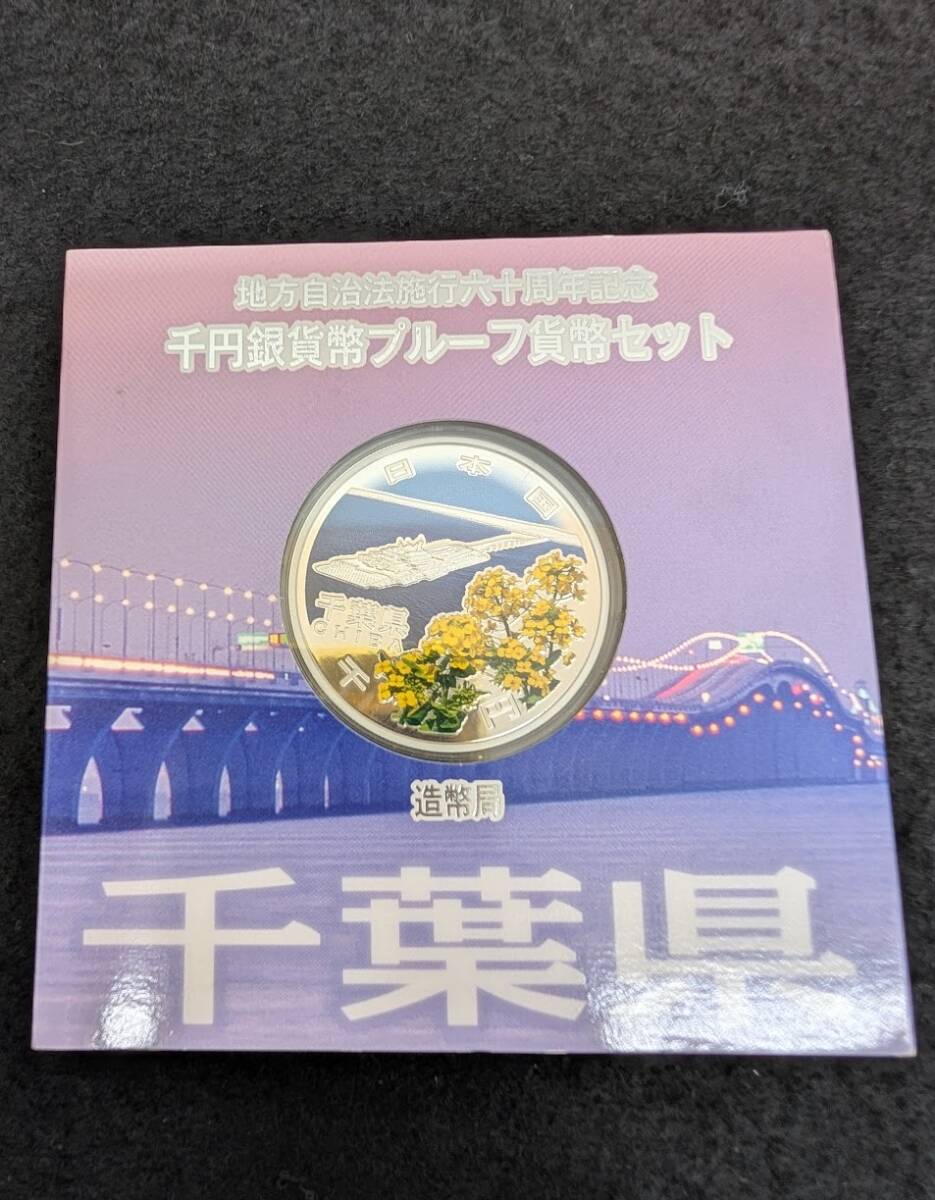 地方自治法施行六十周年記念
千円銀貨幣プルーフ貨幣セット
日本国
千葉県
CHIBA
千円
造幣局
千葉県